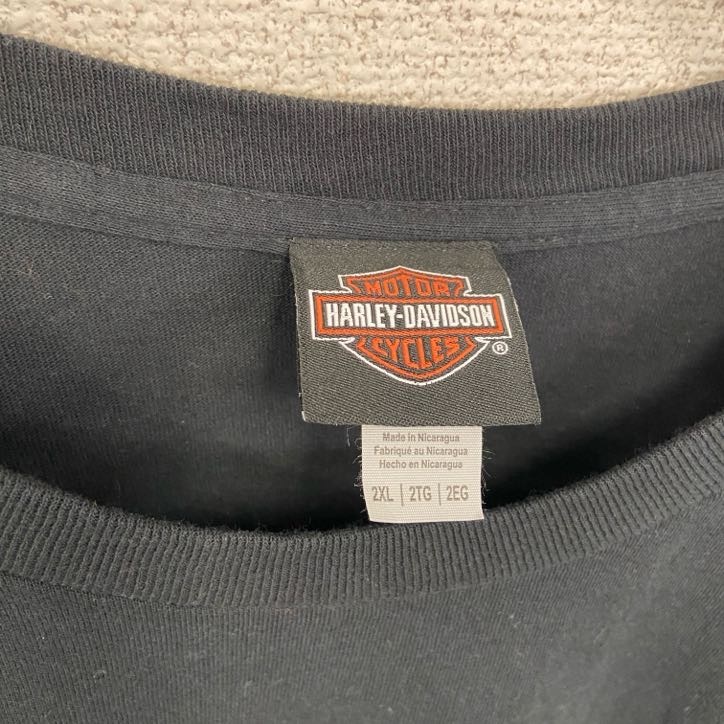 MOTOR
HARLEY-DAVIDSON
CYCLES ®
Made in Nicaragua
Fabriqué au Nicaragua
Hecho en Nicaragua
2XL | 2TG | 2EG